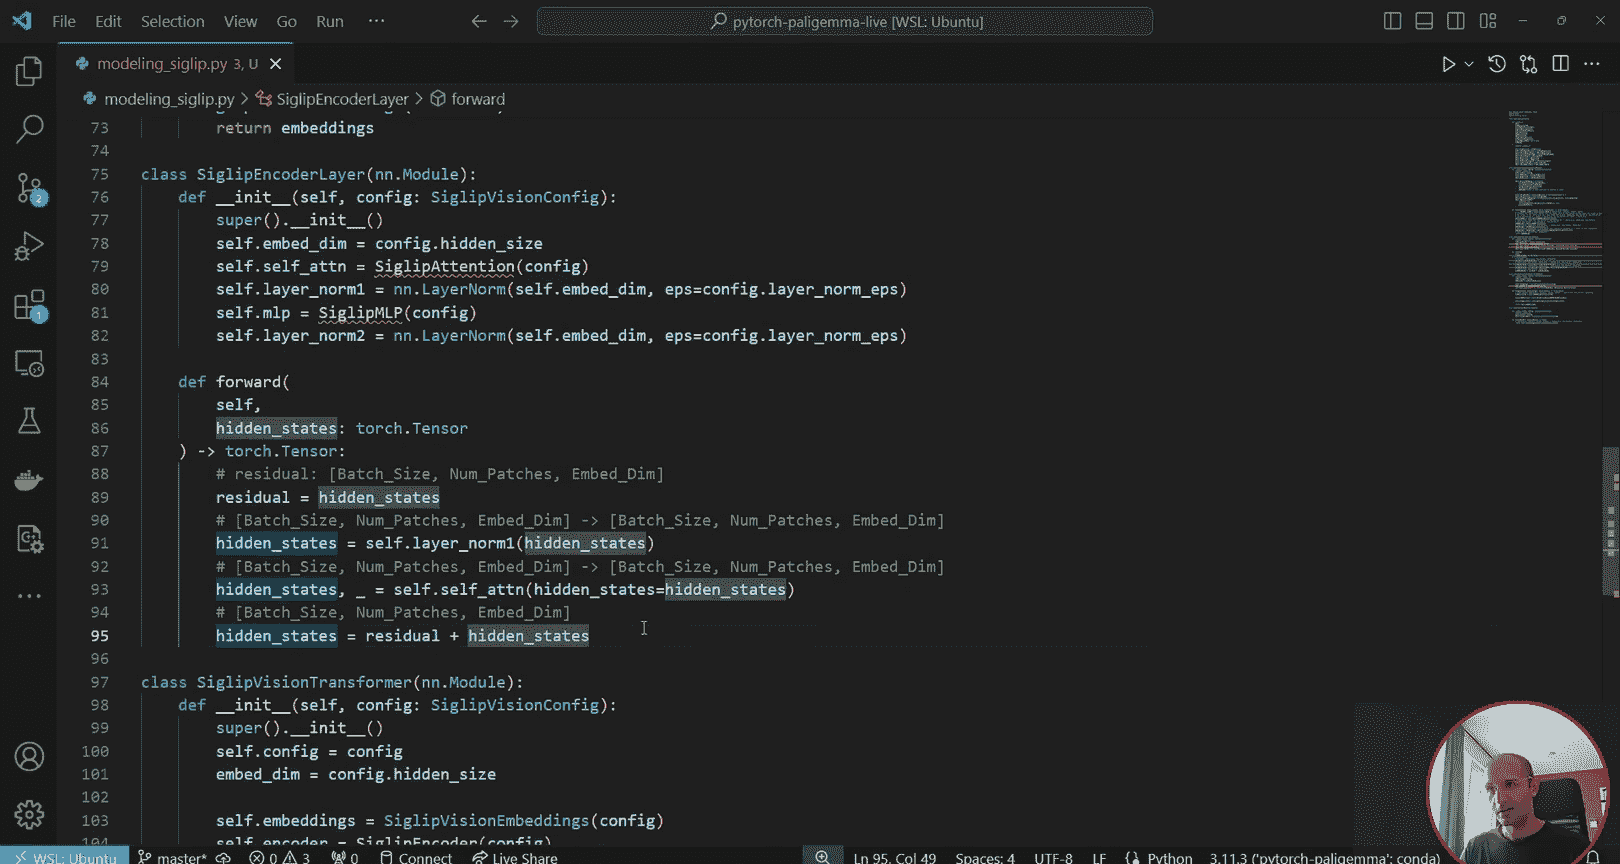 File Edit Selection View Go Run ··· pytorch-paligemma-live [WSL: Ubuntu]
modeling_siglip.py 3, U
modeling_siglip.py > SiglipEncoderLayer > forward
73 return embeddings
74
75 class SiglipEncoderLayer(nn.Module):
76 def __init__(self, config: SiglipVisionConfig):
77 super().__init__()
78 self.embed_dim = config.hidden_size
79 self.self_attn = SiglipAttention(config)
80 self.layer_norm1 = nn.LayerNorm(self.embed_dim, eps=config.layer_norm_eps)
81 self.mlp = SiglipMLP(config)
82 self.layer_norm2 = nn.LayerNorm(self.embed_dim, eps=config.layer_norm_eps)
83
84 def forward(
85 self,
86 hidden_states: torch.Tensor
87 ) -> torch.Tensor:
88 # residual: [Batch_Size, Num_Patches, Embed_Dim]
89 residual = hidden_states
90 # [Batch_Size, Num_Patches, Embed_Dim] -> [Batch_Size, Num_Patches, Embed_Dim]
91 hidden_states = self.layer_norm1(hidden_states)
92 # [Batch_Size, Num_Patches, Embed_Dim] -> [Batch_Size, Num_Patches, Embed_Dim]
93 hidden_states, _ = self.self_attn(hidden_states=hidden_states)
94 # [Batch_Size, Num_Patches, Embed_Dim]
95 hidden_states = residual + hidden_states
96
97 class SiglipVisionTransformer(nn.Module):
98 def __init__(self, config: SiglipVisionConfig):
99 super().__init__()
100 self.config = config
101 embed_dim = config.hidden_size
102
103 self.embeddings = SiglipVisionEmbeddings(config)
104 self.encoder = SiglipEncoder(config)
2
1
WSL: Ubuntu master* 0 3 0 Connect Live Share Ln 95, Col 49 Spaces: 4 UTF-8 LF Python 3.11.3 ('pytorch-paligemma': conda)